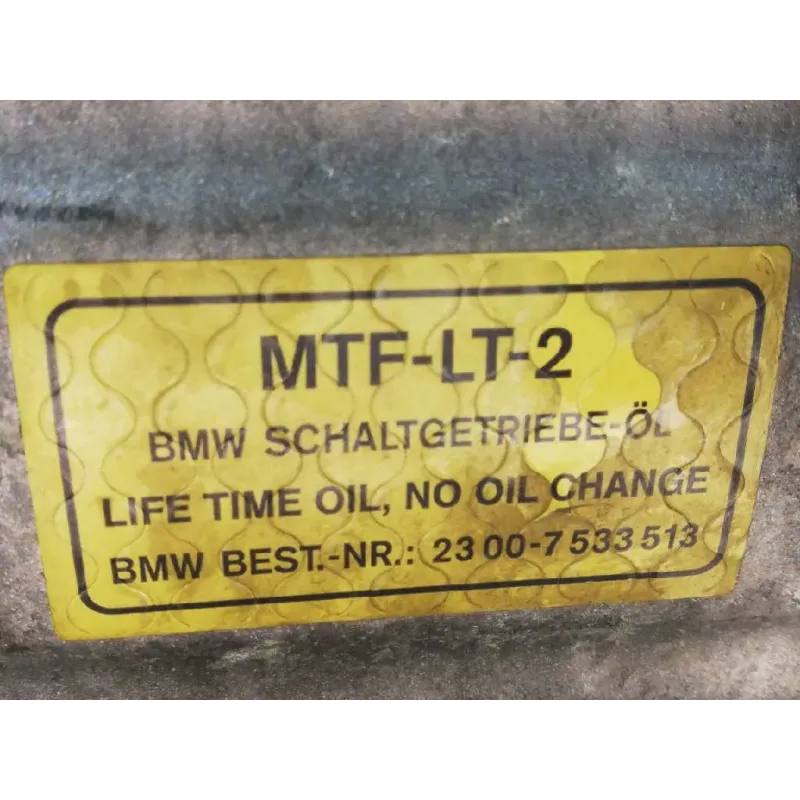 MTF-LT-2
BMW SCHALTGETRIEBE-ÖL
LIFE TIME OIL, NO OIL CHANGE
BMW BEST.-NR.: 23 00-7 533 513